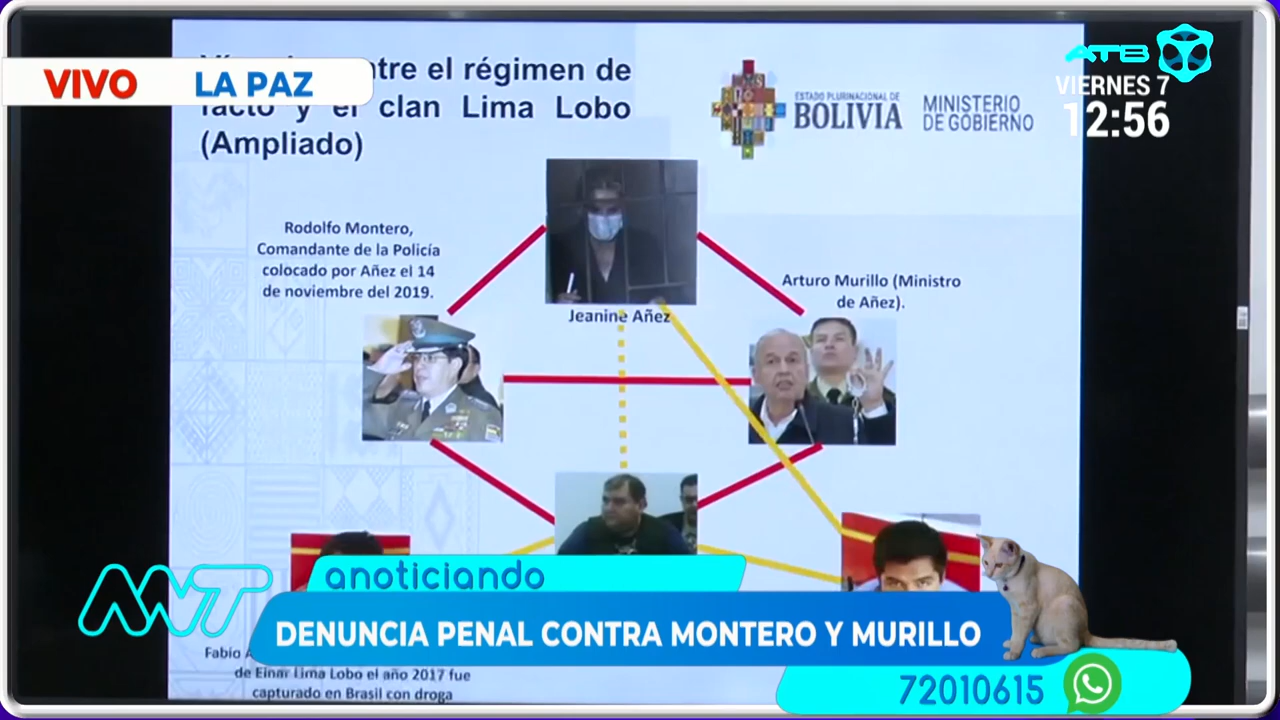 VIVO LA PAZ
ATB
VIERNES 7
12:56
entre el régimen de
facto y el clan Lima Lobo
(Ampliado)
ESTADO PLURINACIONAL DE
BOLIVIA
MINISTERIO
DE GOBIERNO
Rodolfo Montero,
Comandante de la Policía
colocado por Añez el 14
de noviembre del 2019.
Jeanine Añez
Arturo Murillo (Ministro
de Añez).
ANT
anoticiando
DENUNCIA PENAL CONTRA MONTERO Y MURILLO
Fabio
de Einar Lima Lobo el año 2017 fue
capturado en Brasil con droga
72010615